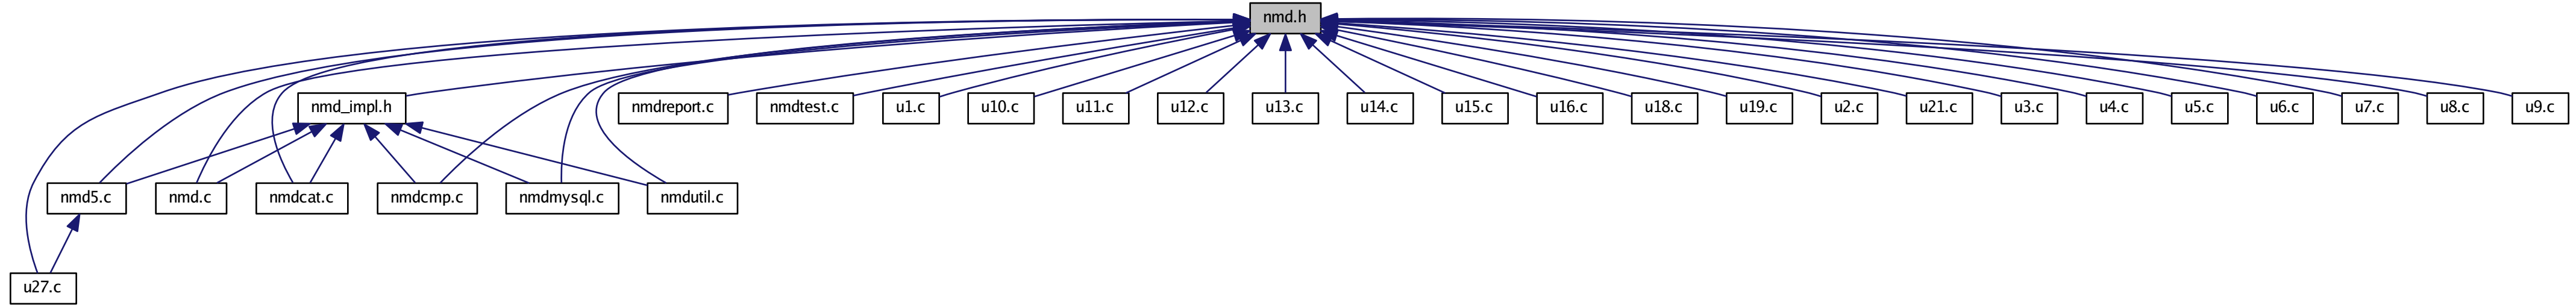 nmd.h
nmd_impl.h
nmdreport.c
nmdtest.c
u1.c
u10.c
u11.c
u12.c
u13.c
u14.c
u15.c
u16.c
u18.c
u19.c
u2.c
u21.c
u3.c
u4.c
u5.c
u6.c
u7.c
u8.c
u9.c
nmd5.c
nmd.c
nmdcat.c
nmdcmp.c
nmdmysql.c
nmdutil.c
u27.c